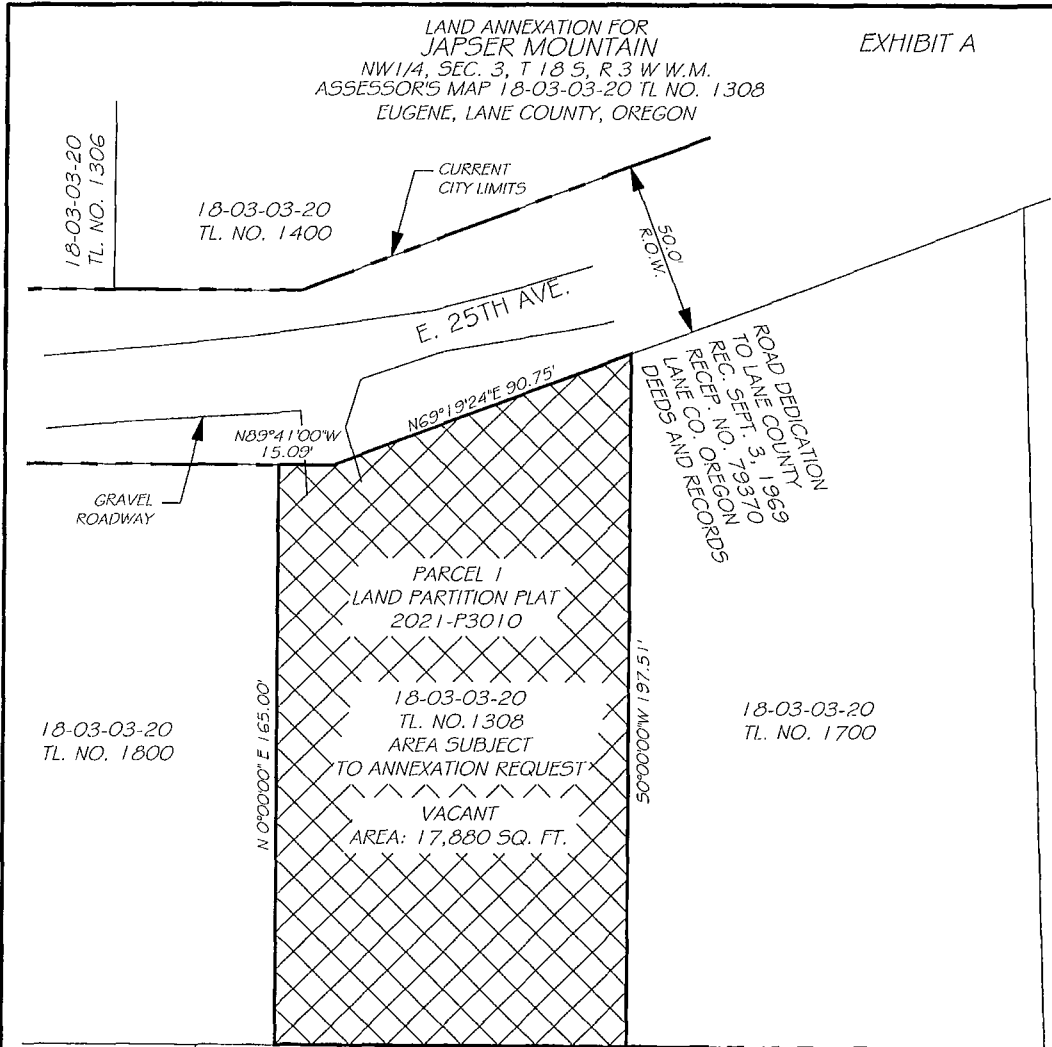 LAND ANNEXATION FOR
JAPSER MOUNTAIN
NW1/4, SEC. 3, T 18 S, R 3 W W.M.
ASSESSOR'S MAP 18-03-03-20 TL NO. 1308
EUGENE, LANE COUNTY, OREGON
EXHIBIT A
18-03-03-20
TL NO. 1306
18-03-03-20
TL. NO. 1400
CURRENT
CITY LIMITS
50.0'
R.O.W.
E. 25TH AVE.
N69°19'24"E 90.75'
N89°41'00"W
15.09'
GRAVEL
ROADWAY
ROAD DEDICATION
TO LANE COUNTY
REC. SEPT. 3, 1969
RECEP. NO. 79370
LANE CO. OREGON
DEEDS AND RECORDS
PARCEL 1
LAND PARTITION PLAT
2021-P3010
18-03-03-20
TL. NO. 1308
AREA SUBJECT
TO ANNEXATION REQUEST
VACANT
AREA: 17,880 SQ. FT.
N 0°00'00" E 165.00'
S0°00'00"W 197.51'
18-03-03-20
TL. NO. 1800
18-03-03-20
TL. NO. 1700